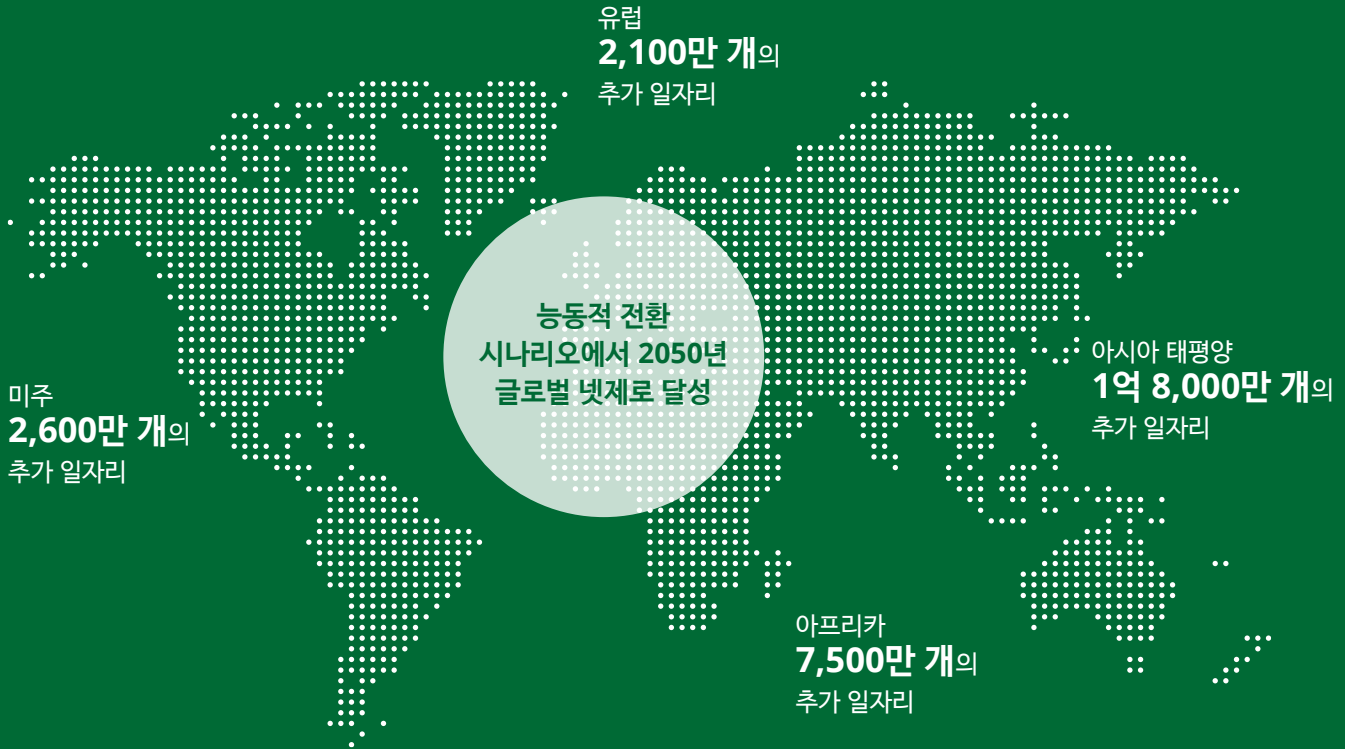 유럽
2,100만 개의
추가 일자리
능동적 전환
시나리오에서 2050년
글로벌 넷제로 달성
아시아 태평양
1억 8,000만 개의
추가 일자리
미주
2,600만 개의
추가 일자리
아프리카
7,500만 개의
추가 일자리